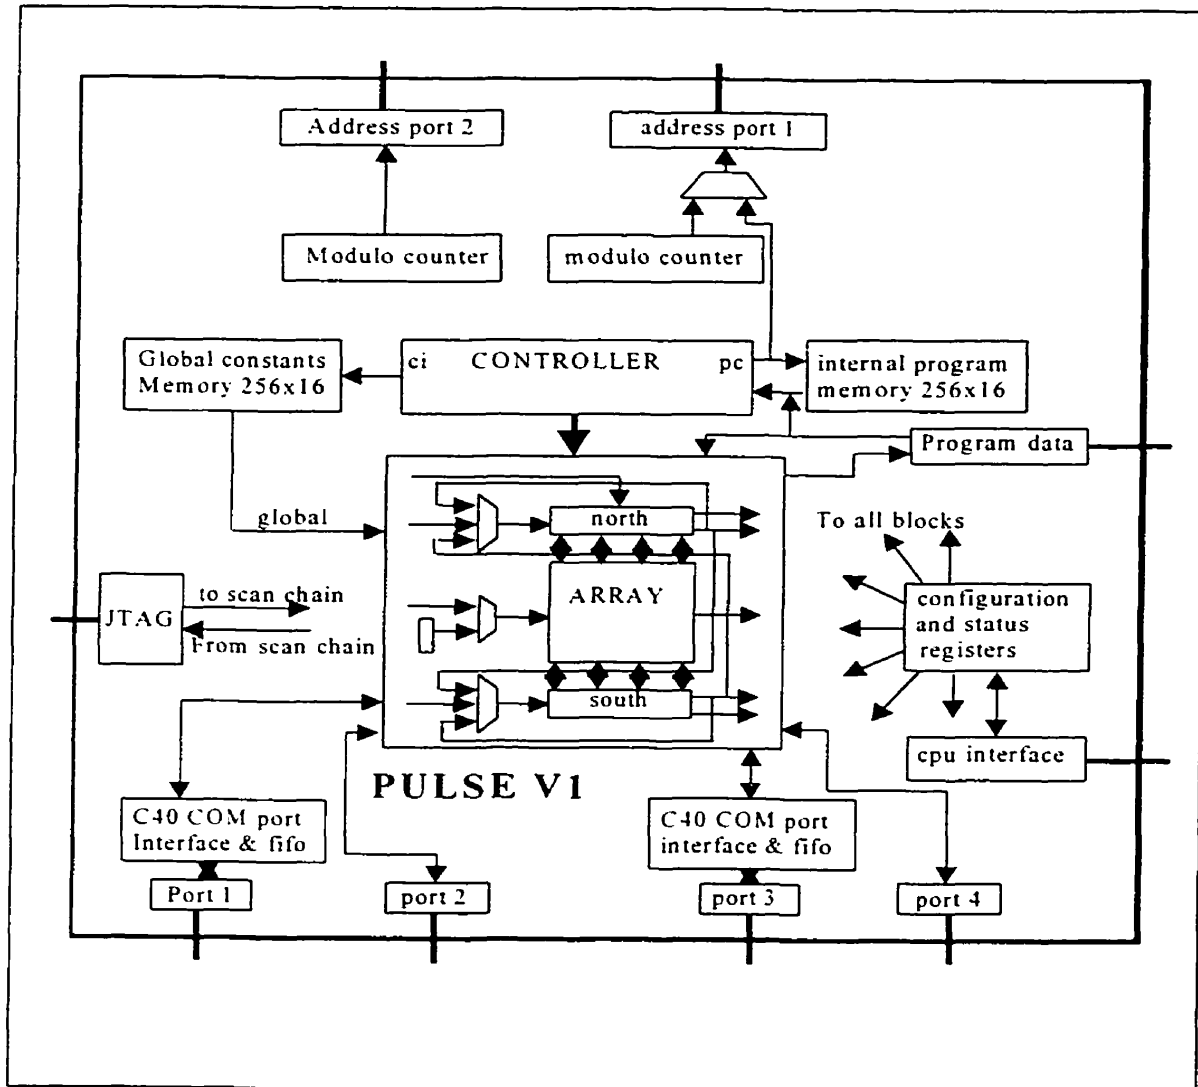 Address port 2
address port 1
Modulo counter
modulo counter
Global constants
Memory 256x16
ci
CONTROLLER
pc
internal program
memory 256x16
Program data
global
north
To all blocks
JTAG
to scan chain
From scan chain
ARRAY
configuration
and status
registers
south
cpu interface
PULSE V1
C40 COM port
Interface & fifo
C40 COM port
interface & fifo
Port 1
port 2
port 3
port 4